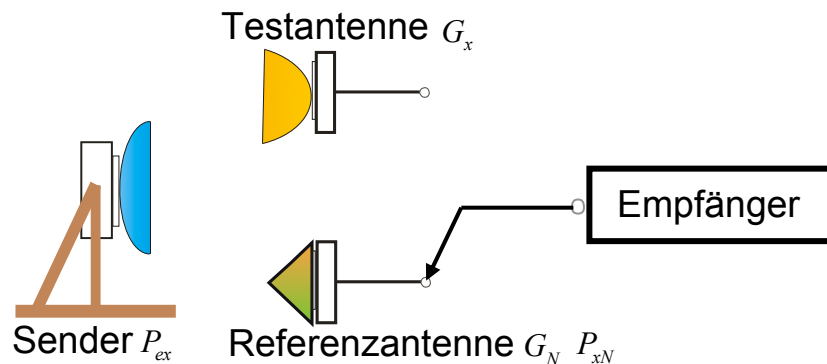 Testantenne G_x
Empfänger
Sender P_ex
Referenzantenne G_N P_xN